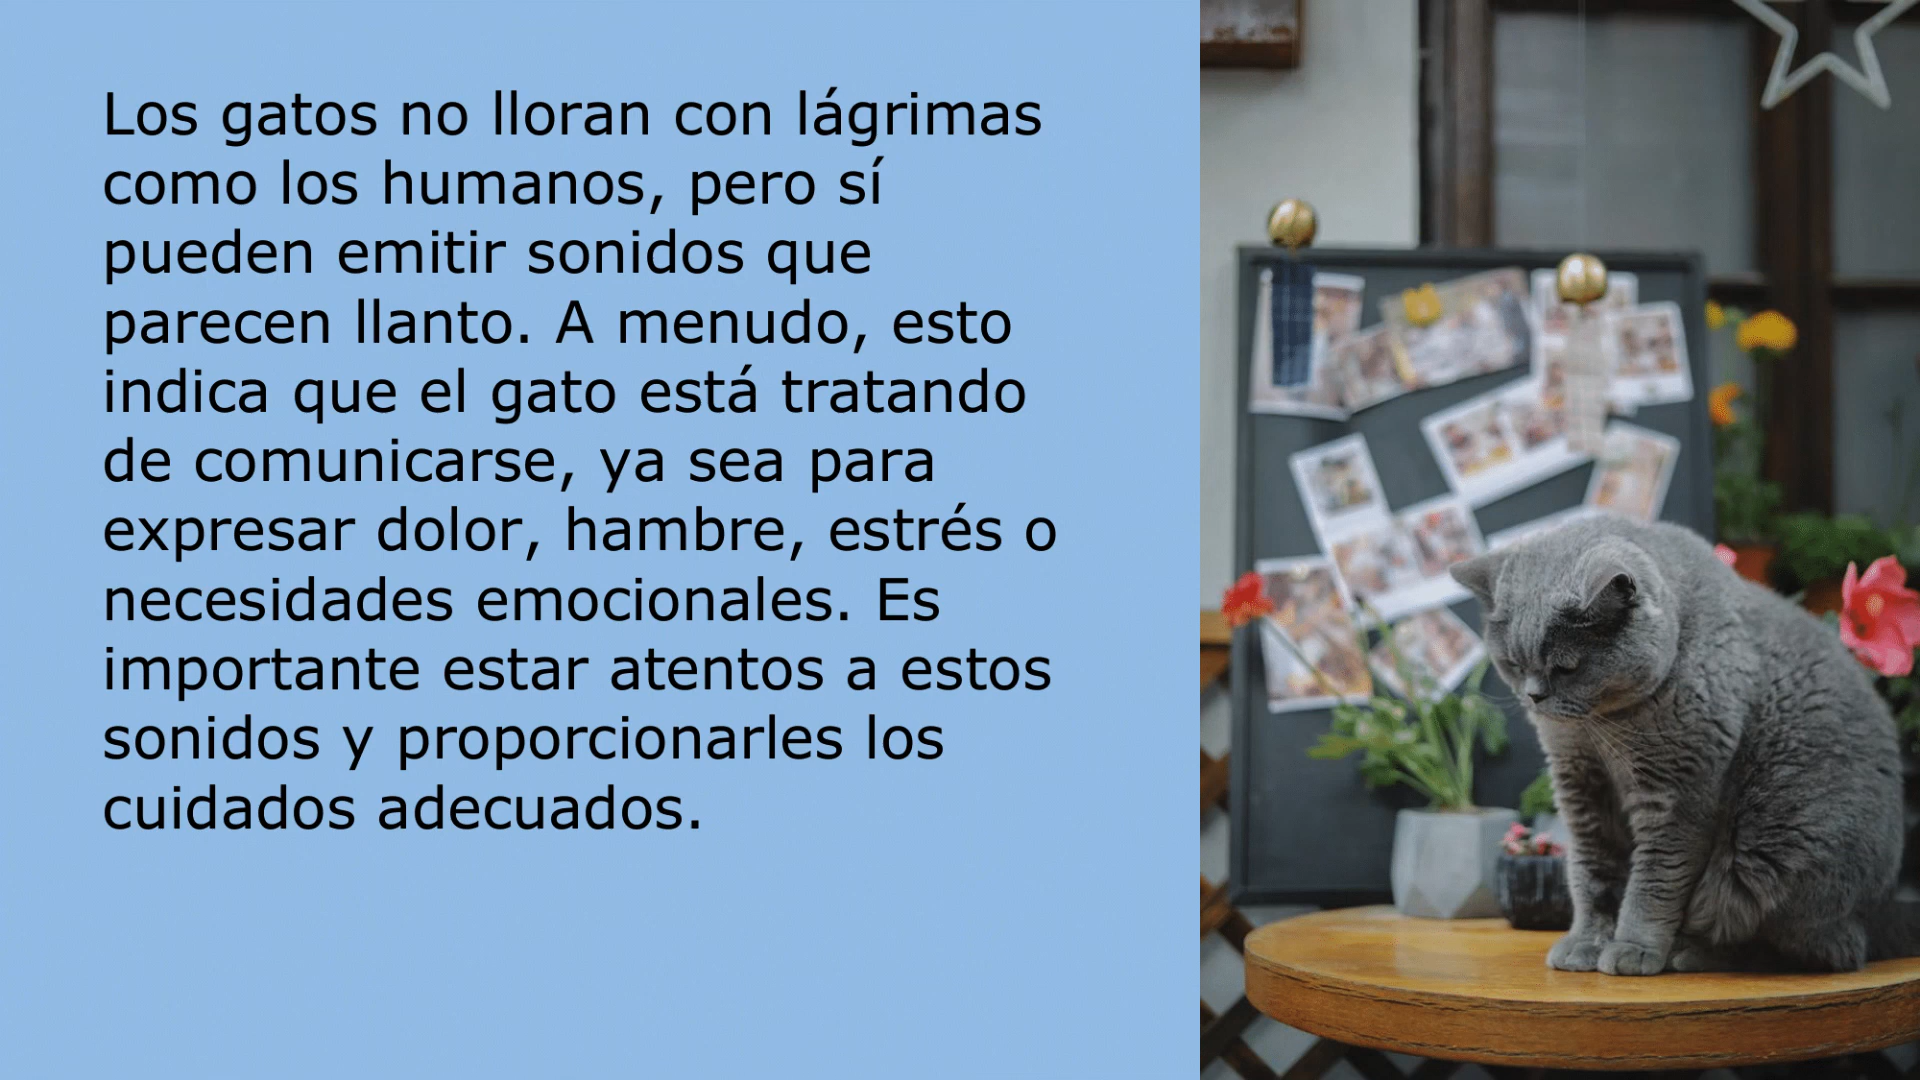 Los gatos no lloran con lágrimas
como los humanos, pero sí
pueden emitir sonidos que
parecen llanto. A menudo, esto
indica que el gato está tratando
de comunicarse, ya sea para
expresar dolor, hambre, estrés o
necesidades emocionales. Es
importante estar atentos a estos
sonidos y proporcionarles los
cuidados adecuados.